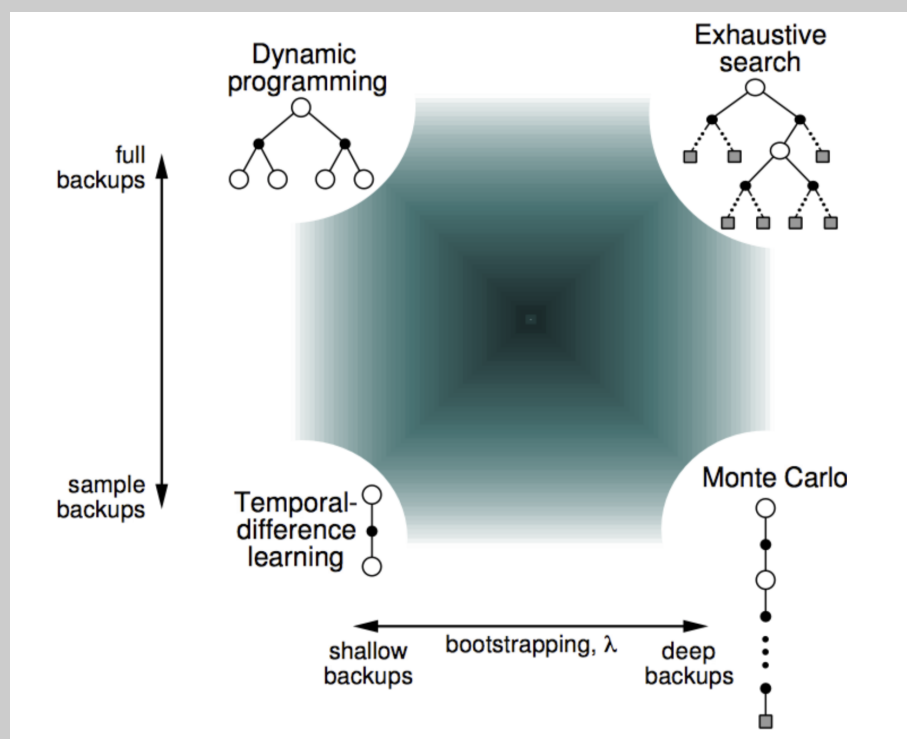 Dynamic
programming
Exhaustive
search
full
backups
sample
backups
Temporal-
difference
learning
Monte Carlo
shallow
backups
bootstrapping, λ
deep
backups